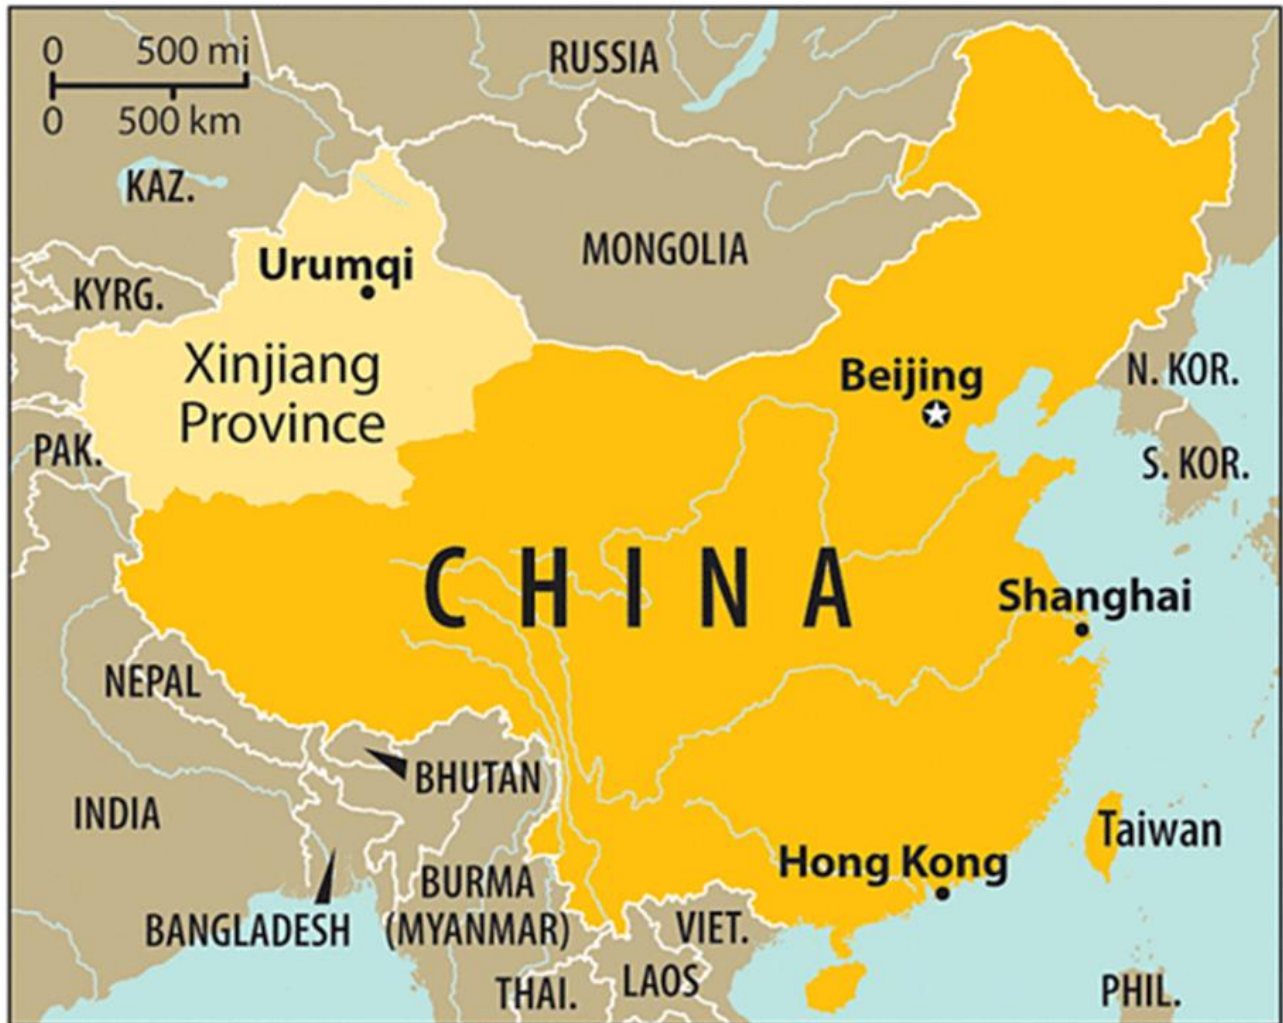 0 500 mi
0 500 km
RUSSIA
KAZ.
MONGOLIA
Urumqi
KYRG.
Xinjiang
Province
Beijing
N. KOR.
PAK.
S. KOR.
CHINA
Shanghai
NEPAL
BHUTAN
INDIA
Taiwan
Hong Kong
BURMA
(MYANMAR)
BANGLADESH
VIET.
LAOS
THAI.
PHIL.